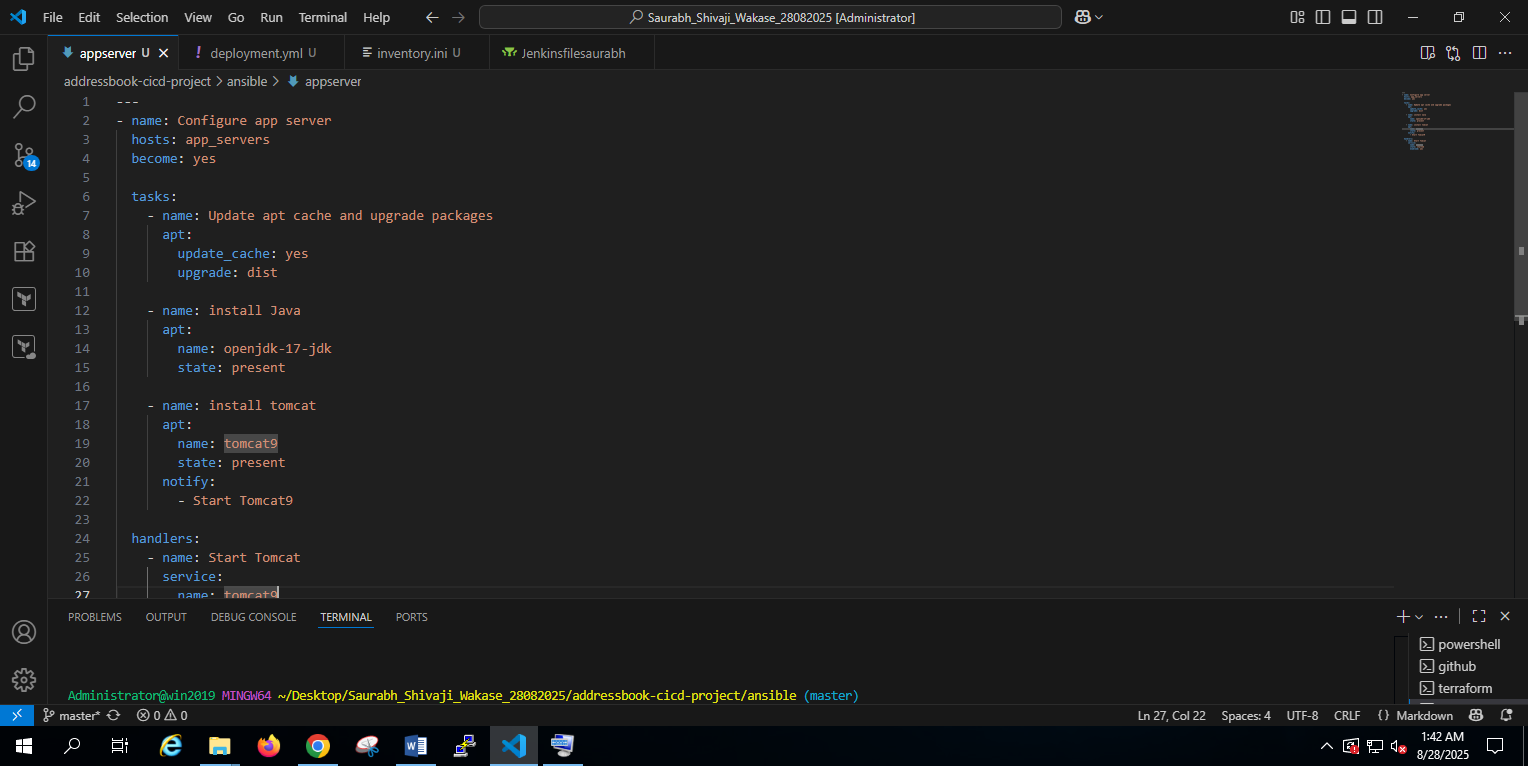 File Edit Selection View Go Run Terminal Help
Saurabh_Shivaji_Wakase_28082025 [Administrator]
appserver U
! deployment.yml U
inventory.ini U
Jenkinsfilesaurabh
addressbook-cicd-project > ansible > appserver
1 ---
2 - name: Configure app server
3 hosts: app_servers
4 become: yes
5
6 tasks:
7 - name: Update apt cache and upgrade packages
8 apt:
9 update_cache: yes
10 upgrade: dist
11
12 - name: install Java
13 apt:
14 name: openjdk-17-jdk
15 state: present
16
17 - name: install tomcat
18 apt:
19 name: tomcat9
20 state: present
21 notify:
22 - Start Tomcat9
23
24 handlers:
25 - name: Start Tomcat
26 service:
27 name: tomcat9
14
PROBLEMS OUTPUT DEBUG CONSOLE TERMINAL PORTS
powershell
github
terraform
Administrator@win2019 MINGW64 ~/Desktop/Saurabh_Shivaji_Wakase_28082025/addressbook-cicd-project/ansible (master)
master* 0 0
Ln 27, Col 22 Spaces: 4 UTF-8 CRLF {} Markdown
1:42 AM
8/28/2025